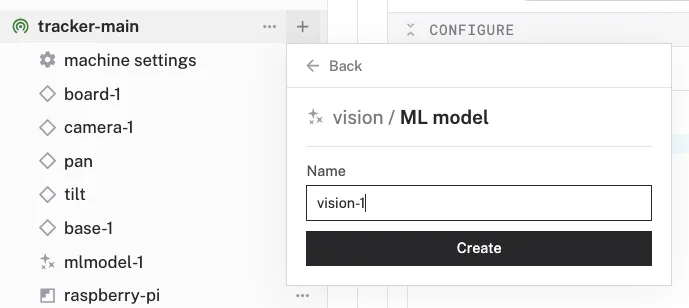 tracker-main
machine settings
board-1
camera-1
pan
tilt
base-1
mlmodel-1
raspberry-pi
CONFIGURE
Back
vision / ML model
Name
vision-1
Create